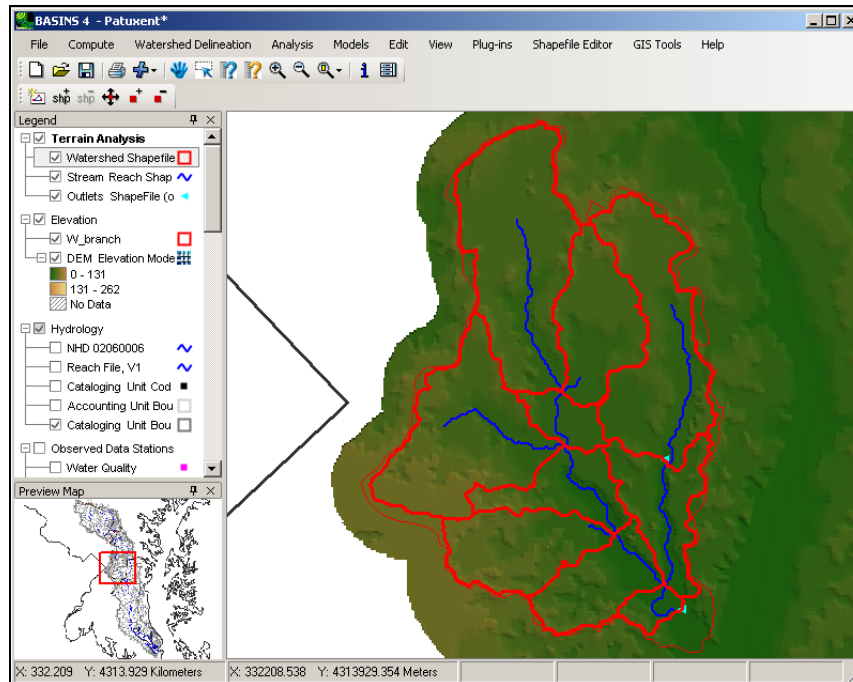 BASINS 4 - Patuxent*
File Compute Watershed Delineation Analysis Models Edit View Plug-ins Shapefile Editor GIS Tools Help
shp shp
Legend
Terrain Analysis
Watershed Shapefile
Stream Reach Shap
Outlets ShapeFile (o
Elevation
W_branch
DEM Elevation Mode
0 - 131
131 - 262
No Data
Hydrology
NHD 02060006
Reach File, V1
Cataloging Unit Cod
Accounting Unit Bou
Cataloging Unit Bou
Observed Data Stations
Water Quality
Preview Map
X: 332.209 Y: 4313.929 Kilometers X: 332208.538 Y: 4313929.354 Meters